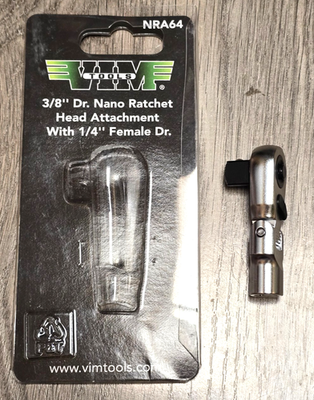 NRA64
VIM
TOOLS
®
3/8'' Dr. Nano Ratchet
Head Attachment
With 1/4'' Female Dr.
www.vimtools.com